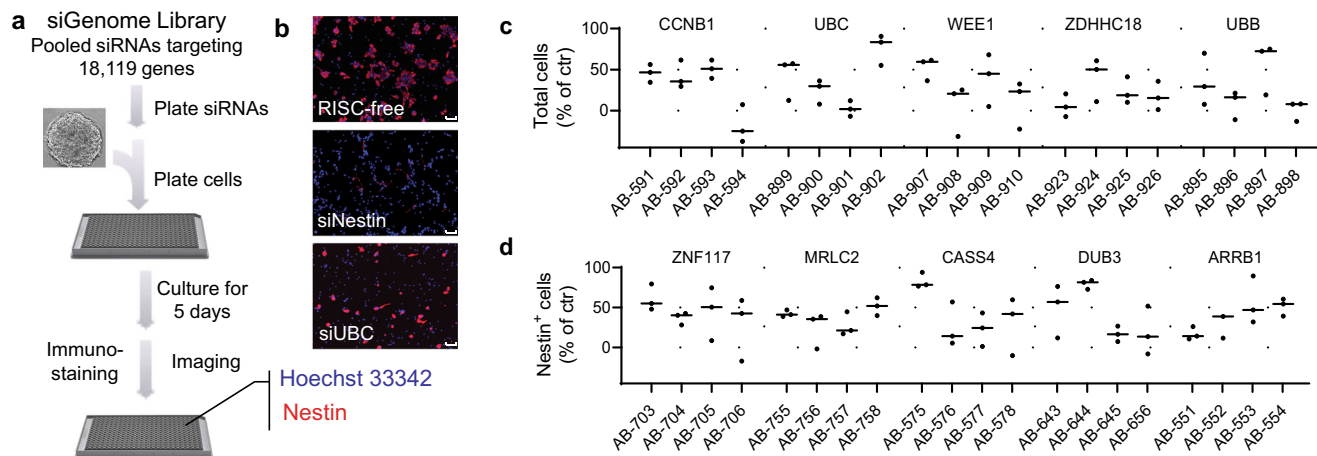 a
siGenome Library
Pooled siRNAs targeting
18,119 genes
Plate siRNAs
Plate cells
Culture for
5 days
Immuno-
staining
Imaging
Hoechst 33342
Nestin
b
RISC-free
siNestin
siUBC
c
CCNB1 UBC WEE1 ZDHHC18 UBB
Total cells
(% of ctr)
100
50
0
AB-591 AB-592 AB-593 AB-594 AB-899 AB-900 AB-901 AB-902 AB-907 AB-908 AB-909 AB-910 AB-923 AB-924 AB-925 AB-926 AB-895 AB-896 AB-897 AB-898
d
ZNF117 MRLC2 CASS4 DUB3 ARRB1
Nestin+ cells
(% of ctr)
100
50
0
AB-703 AB-704 AB-705 AB-706 AB-755 AB-756 AB-757 AB-758 AB-575 AB-576 AB-577 AB-578 AB-643 AB-644 AB-645 AB-656 AB-551 AB-552 AB-553 AB-554